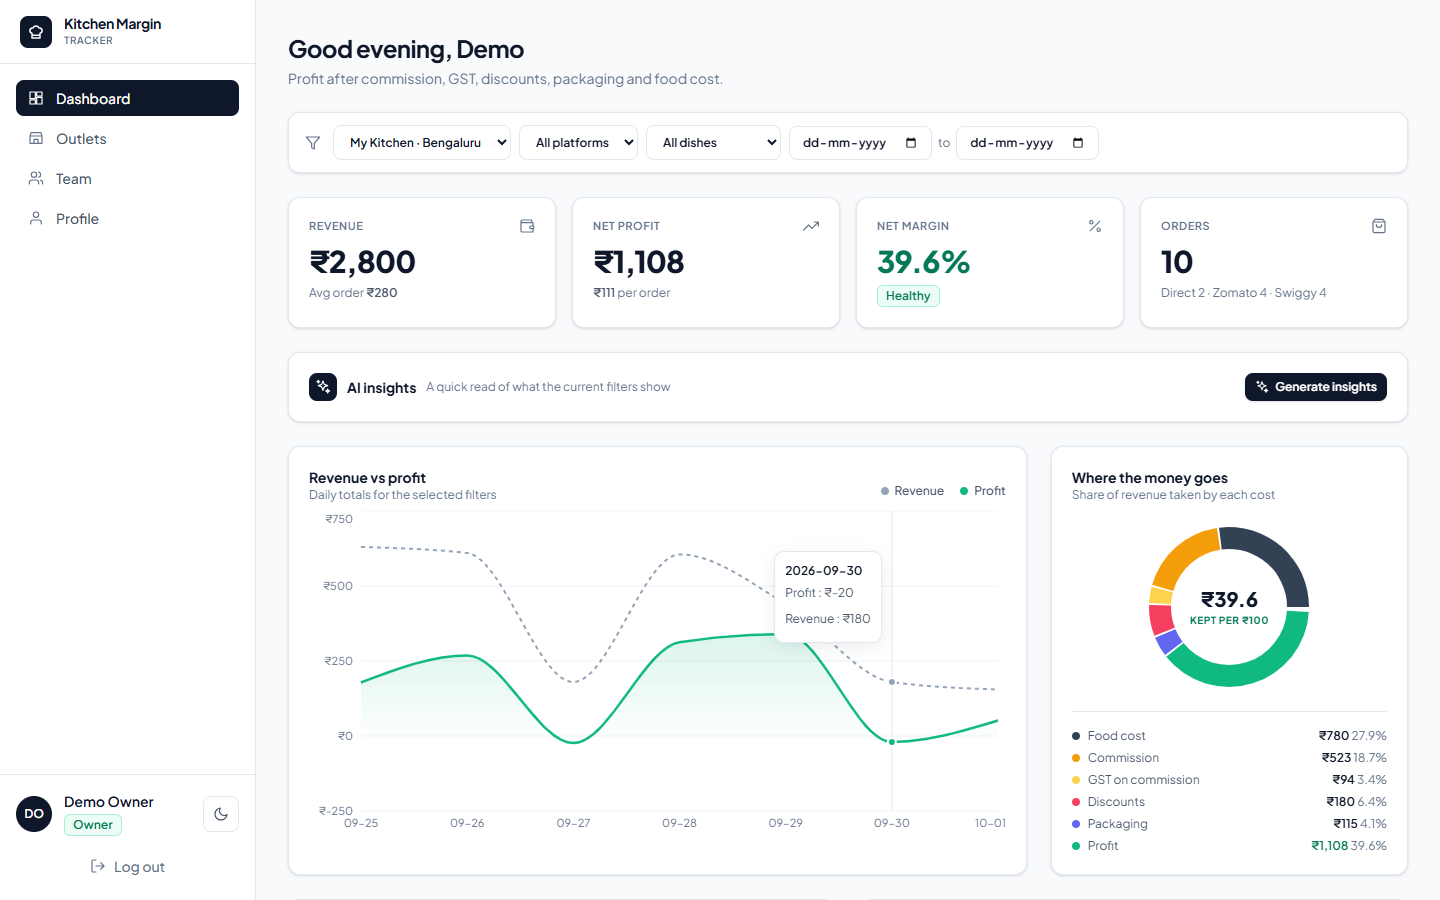 Kitchen Margin
TRACKER
Dashboard
Outlets
Team
Profile
DO
Demo Owner
Owner
Log out
Good evening, Demo
Profit after commission, GST, discounts, packaging and food cost.
My Kitchen · Bengaluru
All platforms
All dishes
dd-mm-yyyy
to
dd-mm-yyyy
REVENUE
₹2,800
Avg order ₹280
NET PROFIT
₹1,108
₹111 per order
NET MARGIN
39.6%
Healthy
ORDERS
10
Direct 2 · Zomato 4 · Swiggy 4
AI insights A quick read of what the current filters show
Generate insights
Revenue vs profit
Daily totals for the selected filters
Revenue Profit
₹750
₹500
₹250
₹0
₹-250
2026-09-30
Profit : ₹-20
Revenue : ₹180
09-25 09-26 09-27 09-28 09-29 09-30 10-01
Where the money goes
Share of revenue taken by each cost
₹39.6
KEPT PER ₹100
Food cost ₹780 27.9%
Commission ₹523 18.7%
GST on commission ₹94 3.4%
Discounts ₹180 6.4%
Packaging ₹115 4.1%
Profit ₹1,108 39.6%